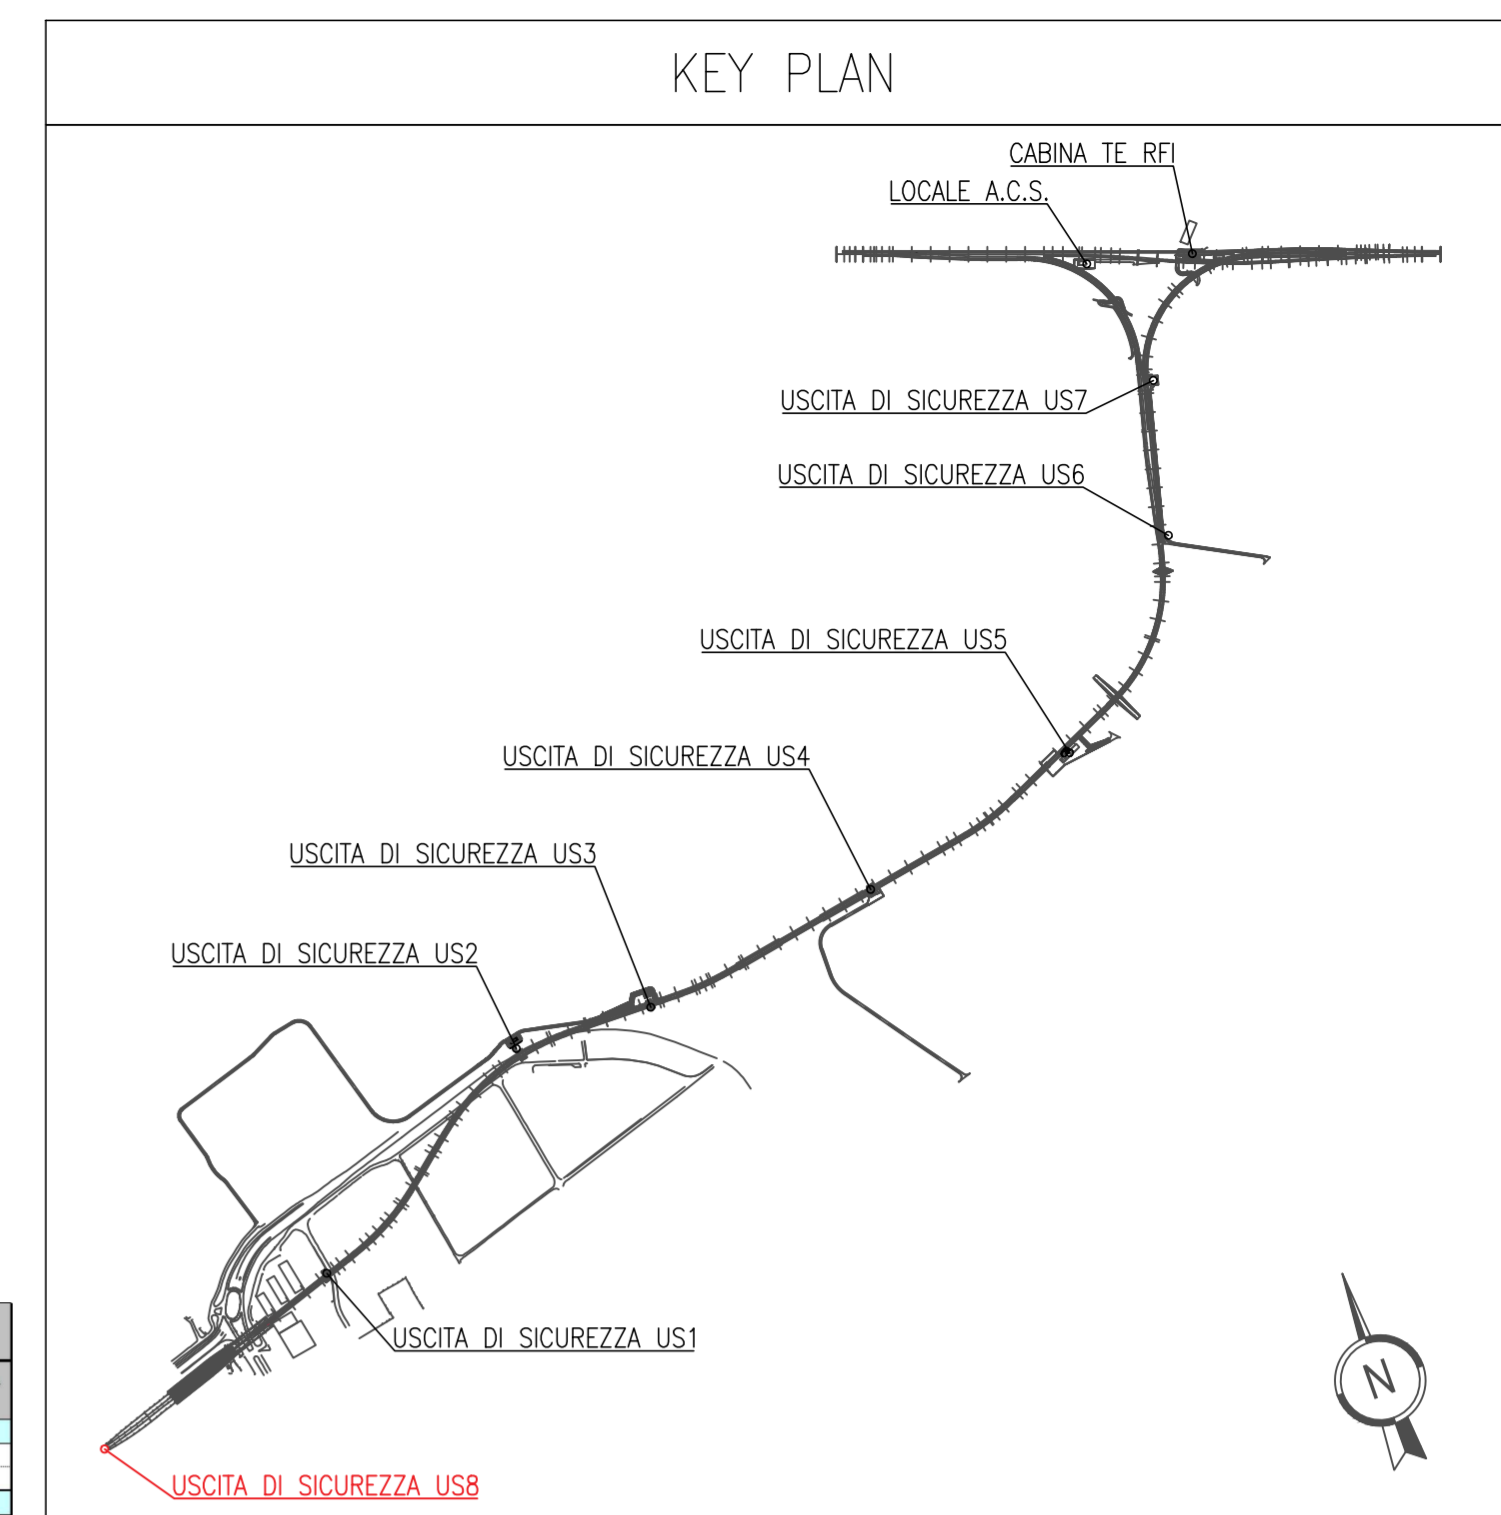 KEY PLAN
CABINA TE RFI
LOCALE A.C.S.
USCITA DI SICUREZZA US7
USCITA DI SICUREZZA US6
USCITA DI SICUREZZA US5
USCITA DI SICUREZZA US4
USCITA DI SICUREZZA US3
USCITA DI SICUREZZA US2
USCITA DI SICUREZZA US1
N
USCITA DI SICUREZZA US8